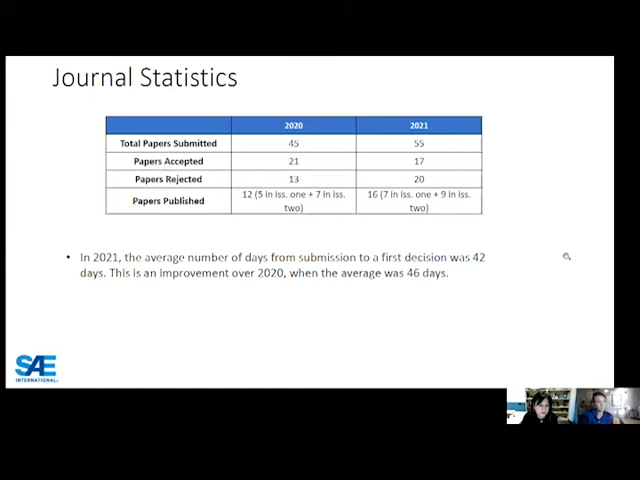 Journal Statistics
2020 2021
Total Papers Submitted 45 55
Papers Accepted 21 17
Papers Rejected 13 20
Papers Published 12 (5 in iss. one + 7 in iss. two) 16 (7 in iss. one + 9 in iss. two)
• In 2021, the average number of days from submission to a first decision was 42
days. This is an improvement over 2020, when the average was 46 days.
SAE
INTERNATIONAL